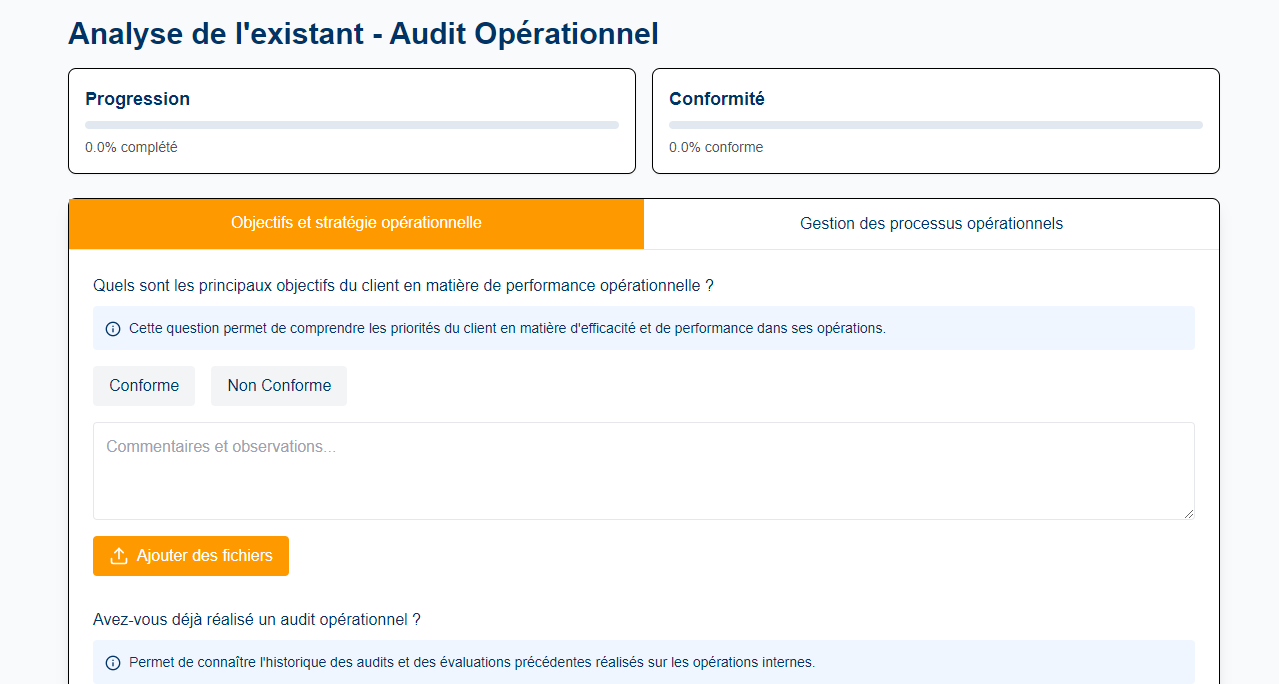 Analyse de l'existant - Audit Opérationnel
Progression
0.0% complété
Conformité
0.0% conforme
Objectifs et stratégie opérationnelle
Gestion des processus opérationnels
Quels sont les principaux objectifs du client en matière de performance opérationnelle ?
Cette question permet de comprendre les priorités du client en matière d'efficacité et de performance dans ses opérations.
Conforme
Non Conforme
Commentaires et observations...
Ajouter des fichiers
Avez-vous déjà réalisé un audit opérationnel ?
Permet de connaître l'historique des audits et des évaluations précédentes réalisés sur les opérations internes.